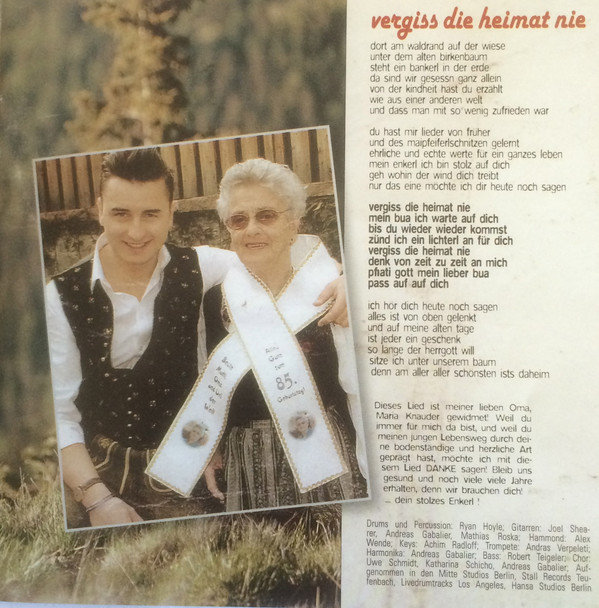 vergiss die heimat nie
dort am waldrand auf der wiese
unter dem alten birkenbaum
steht ein bankerl in der erde
da sind wir gesessn ganz allein
von der kindheit hast du erzählt
wie aus einer anderen welt
und dass man mit so wenig zufrieden war
du hast mir lieder von früher
und des maipfeiferlschnitzen gelernt
ehrliche und echte werte für ein ganzes leben
mein enkerl ich bin stolz auf dich
geh wohin der wind dich treibt
nur das eine möchte ich dir heute noch sagen
vergiss die heimat nie
mein bua ich warte auf dich
bis du wieder wieder kommst
zünd ich ein lichterl an für dich
vergiss die heimat nie
denk von zeit zu zeit an mich
pfiati gott mein lieber bua
pass auf auf dich
ich hör dich heute noch sagen
alles ist von oben gelenkt
und auf meine alten tage
ist jeder ein geschenk
so lange der herrgott will
sitze ich unter unserem baum
denn am aller aller schönsten ists daheim
Dieses Lied ist meiner lieben Oma,
Maria Knauder gewidmet! Weil du
immer für mich da bist, und weil du
meinen jungen Lebensweg durch dei-
ne bodenständige und herzliche Art
geprägt hast, möchte ich mit die-
sem Lied DANKE sagen! Bleib uns
gesund und noch viele viele Jahre
erhalten, denn wir brauchen dich!
... dein stolzes Enkerl !
Drums und Percussion: Ryan Hoyle; Gitarren: Joel Shea-
rer, Andreas Gabalier, Mathias Roska; Hammond: Alex
Wende; Keys: Achim Radloff; Trompete: Andras Verpeleti;
Harmonika: Andreas Gabalier; Bass: Robert Teigeler; Chor:
Uwe Schmidt, Katharina Schicho, Andreas Gabalier; Auf-
genommen in den Mitte Studios Berlin, Stall Records Teu-
fenbach, Livedrumtracks Los Angeles, Hansa Studios Berlin
Beste
Mutti,
Oma
und Uri
der
Welt
zum
85.
Geburtstag!